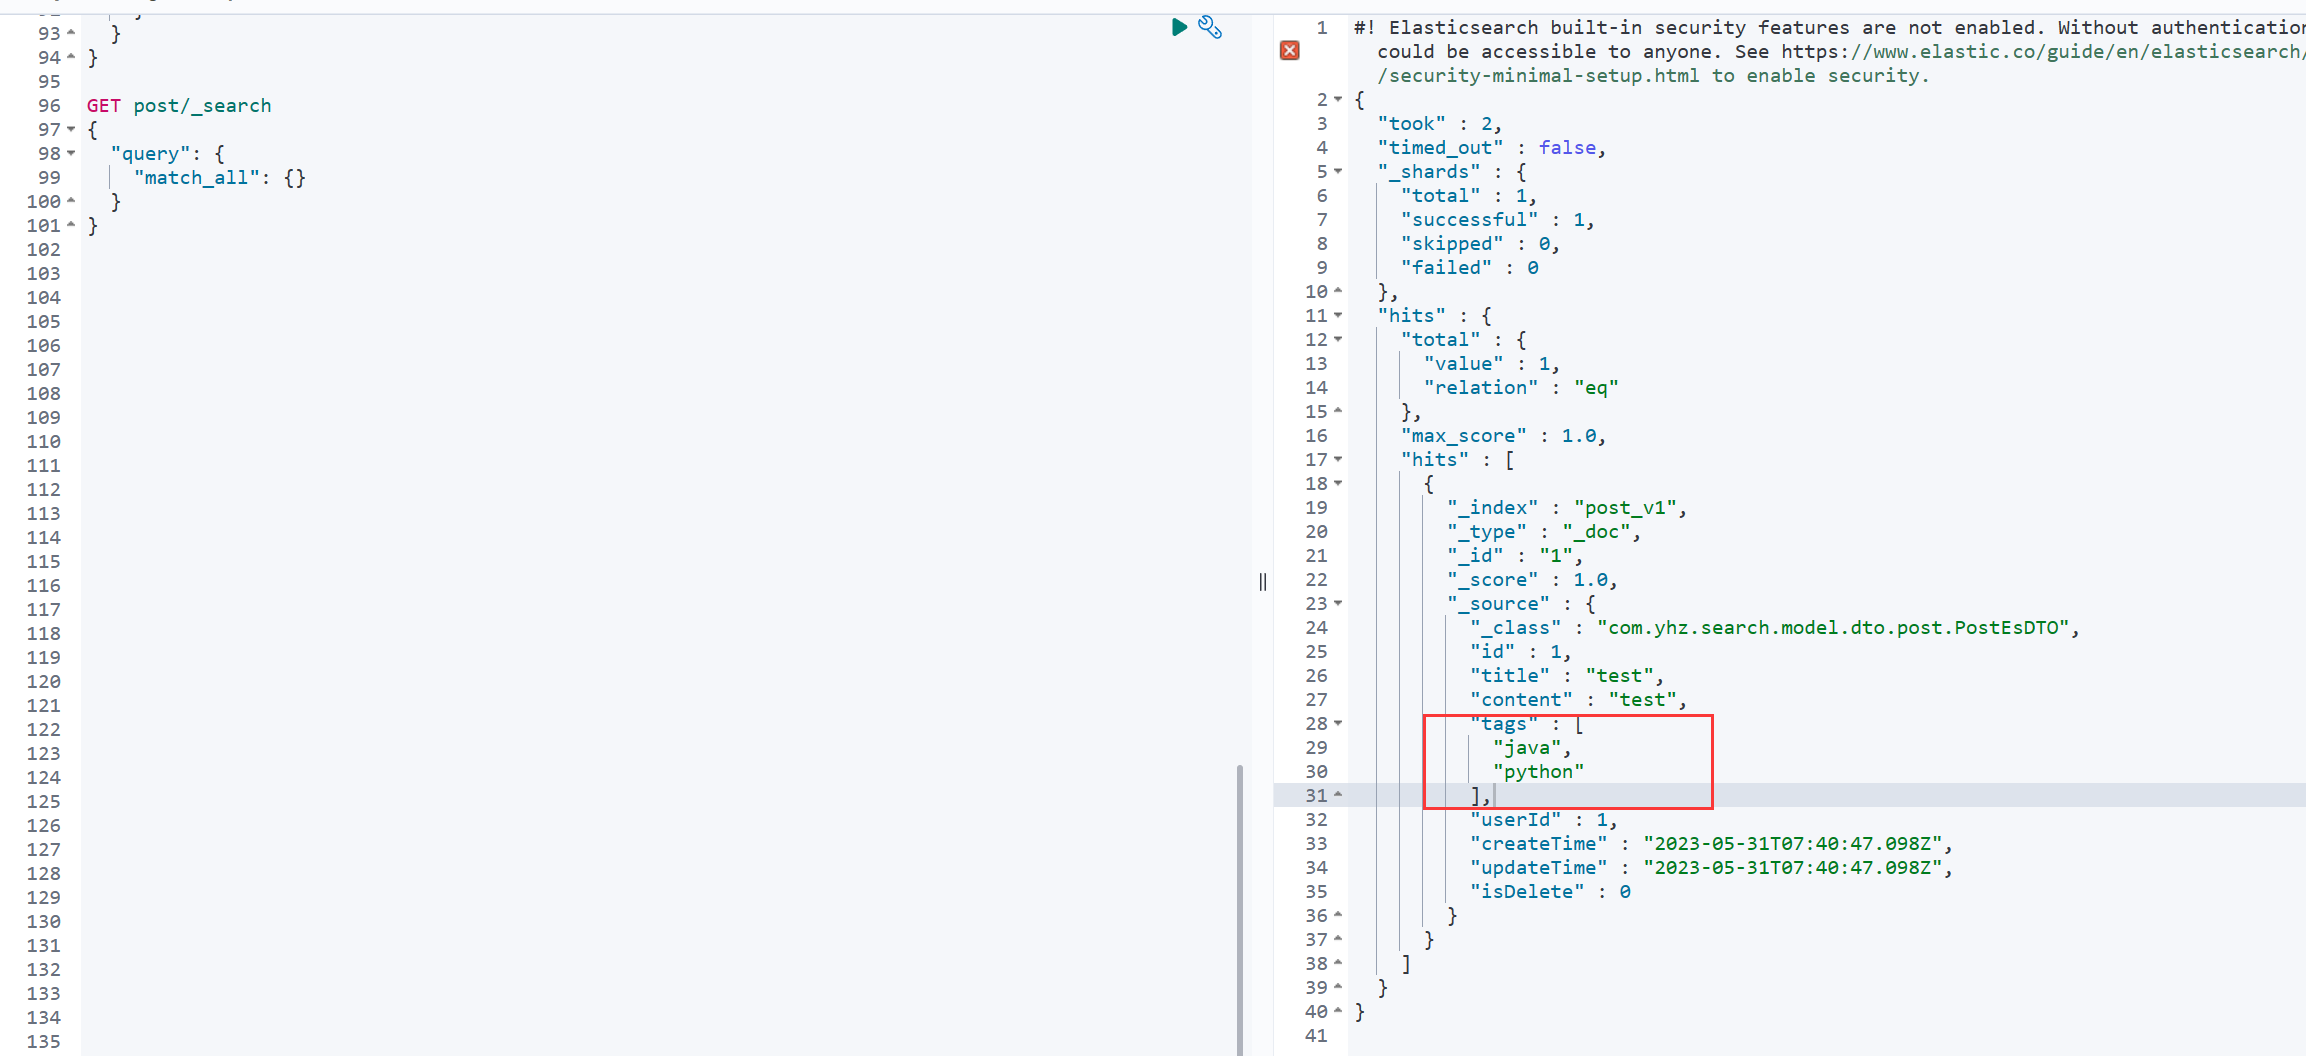 93 }
94 }
95
96 GET post/_search
97 {
98 "query": {
99 "match_all": {}
100 }
101 }
102
103
104
105
106
107
108
109
110
111
112
113
114
115
116
117
118
119
120
121
122
123
124
125
126
127
128
129
130
131
132
133
134
135
1 #! Elasticsearch built-in security features are not enabled. Without authentication
could be accessible to anyone. See https://www.elastic.co/guide/en/elasticsearch/
/security-minimal-setup.html to enable security.
2 {
3 "took" : 2,
4 "timed_out" : false,
5 "_shards" : {
6 "total" : 1,
7 "successful" : 1,
8 "skipped" : 0,
9 "failed" : 0
10 },
11 "hits" : {
12 "total" : {
13 "value" : 1,
14 "relation" : "eq"
15 },
16 "max_score" : 1.0,
17 "hits" : [
18 {
19 "_index" : "post_v1",
20 "_type" : "_doc",
21 "_id" : "1",
22 "_score" : 1.0,
23 "_source" : {
24 "_class" : "com.yhz.search.model.dto.post.PostEsDTO",
25 "id" : 1,
26 "title" : "test",
27 "content" : "test",
28 "tags" : [
29 "java",
30 "python"
31 ],
32 "userId" : 1,
33 "createTime" : "2023-05-31T07:40:47.098Z",
34 "updateTime" : "2023-05-31T07:40:47.098Z",
35 "isDelete" : 0
36 }
37 }
38 ]
39 }
40 }
41